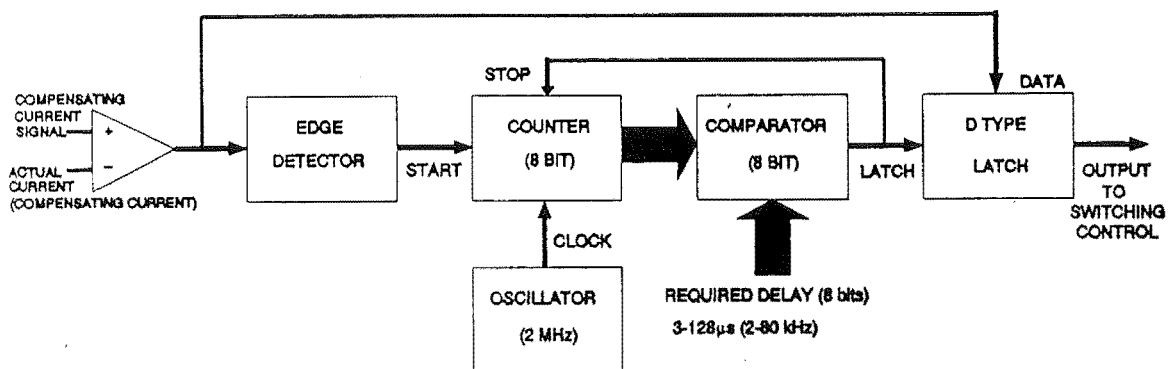 COMPENSATING
CURRENT
SIGNAL
+
−
ACTUAL
CURRENT
(COMPENSATING CURRENT)
EDGE
DETECTOR
START
STOP
COUNTER
(8 BIT)
CLOCK
OSCILLATOR
(2 MHz)
COMPARATOR
(8 BIT)
REQUIRED DELAY (8 bits)
3-128µs (2-80 kHz)
LATCH
DATA
D TYPE
LATCH
OUTPUT
TO
SWITCHING
CONTROL